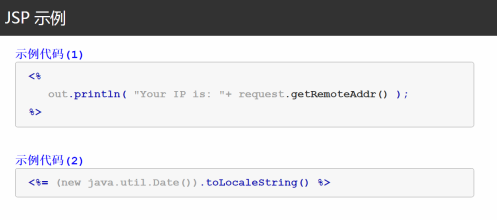 JSP 示例
示例代码(1)
<%
out.println( "Your IP is: "+ request.getRemoteAddr() );
%>
示例代码(2)
<%= (new java.util.Date()).toLocaleString() %>